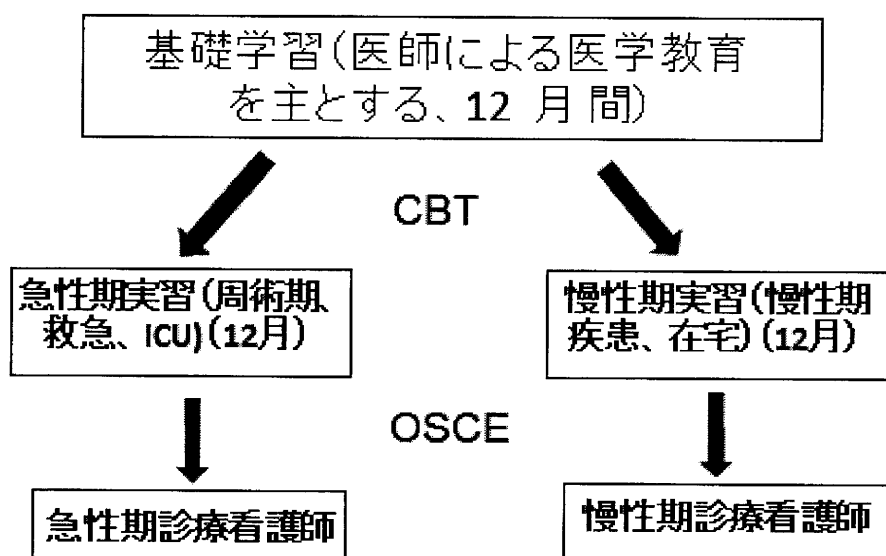 基礎学習(医師による医学教育
を主とする、12 月間)
CBT
急性期実習(周術期、
救急、ICU)(12月)
慢性期実習(慢性期
疾患、在宅)(12月)
OSCE
急性期診療看護師
慢性期診療看護師